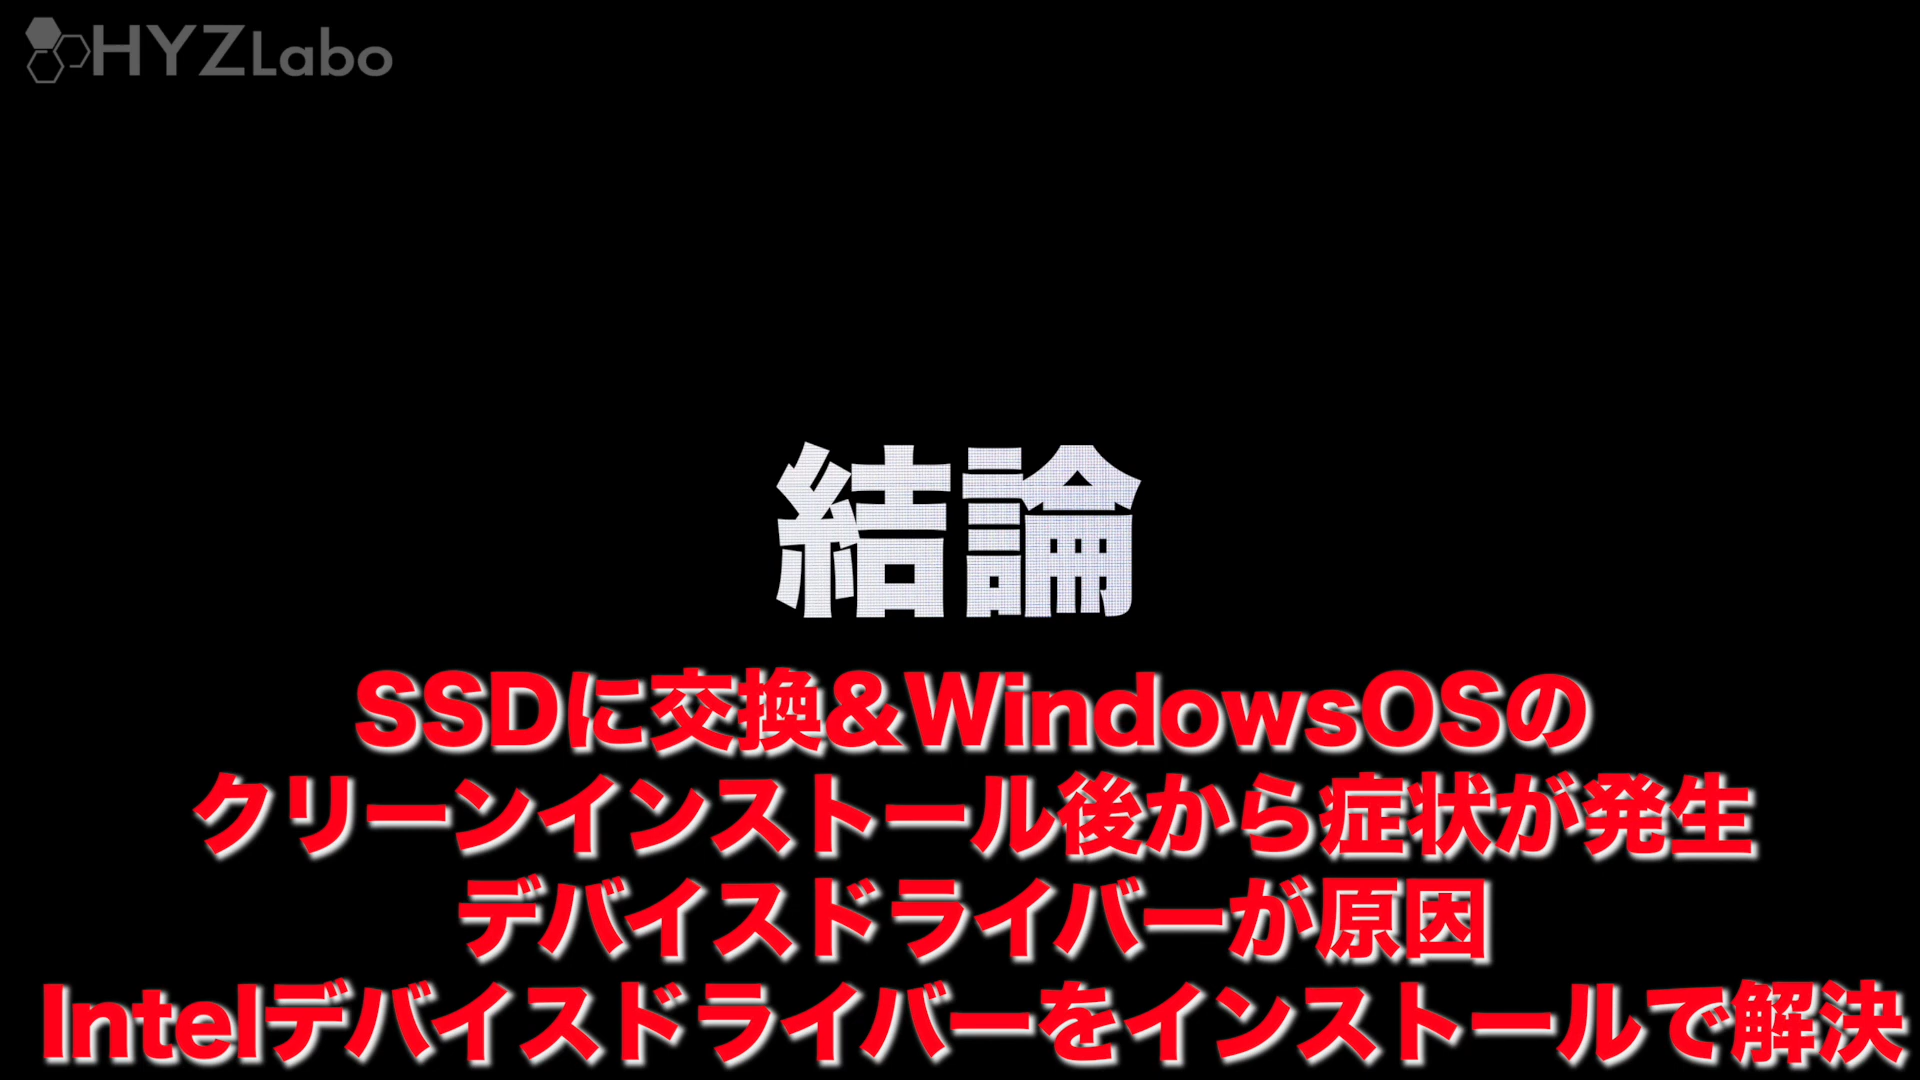 HYZLabo
結論
SSDに交換&WindowsOSの
クリーンインストール後から症状が発生
デバイスドライバーが原因
Intelデバイスドライバーをインストールで解決